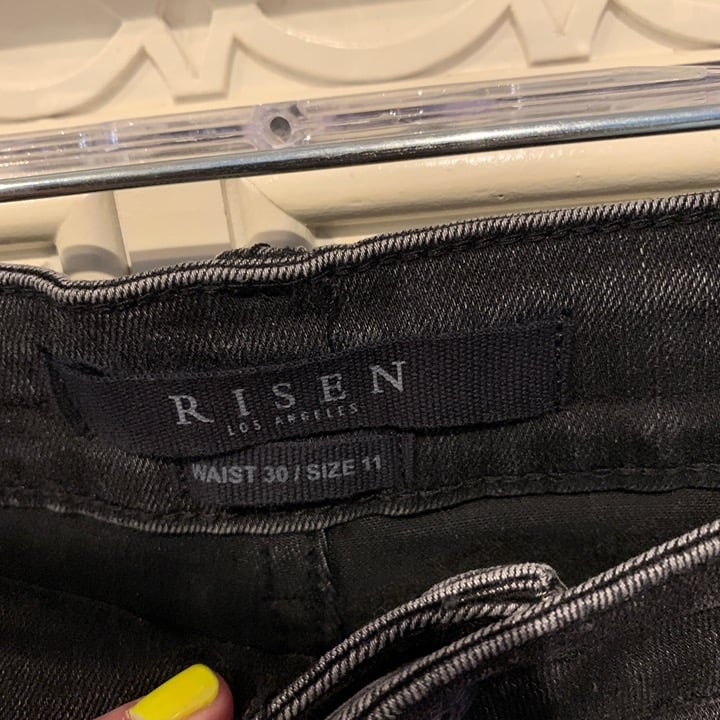 RISEN
LOS ANGELES
WAIST 30 / SIZE 11